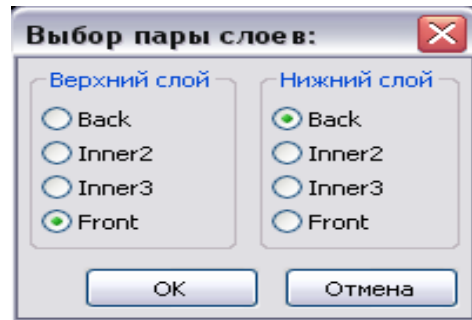 Выбор пары слоев:
Верхний слой Нижний слой
Back Back
Inner2 Inner2
Inner3 Inner3
Front Front
OK Отмена